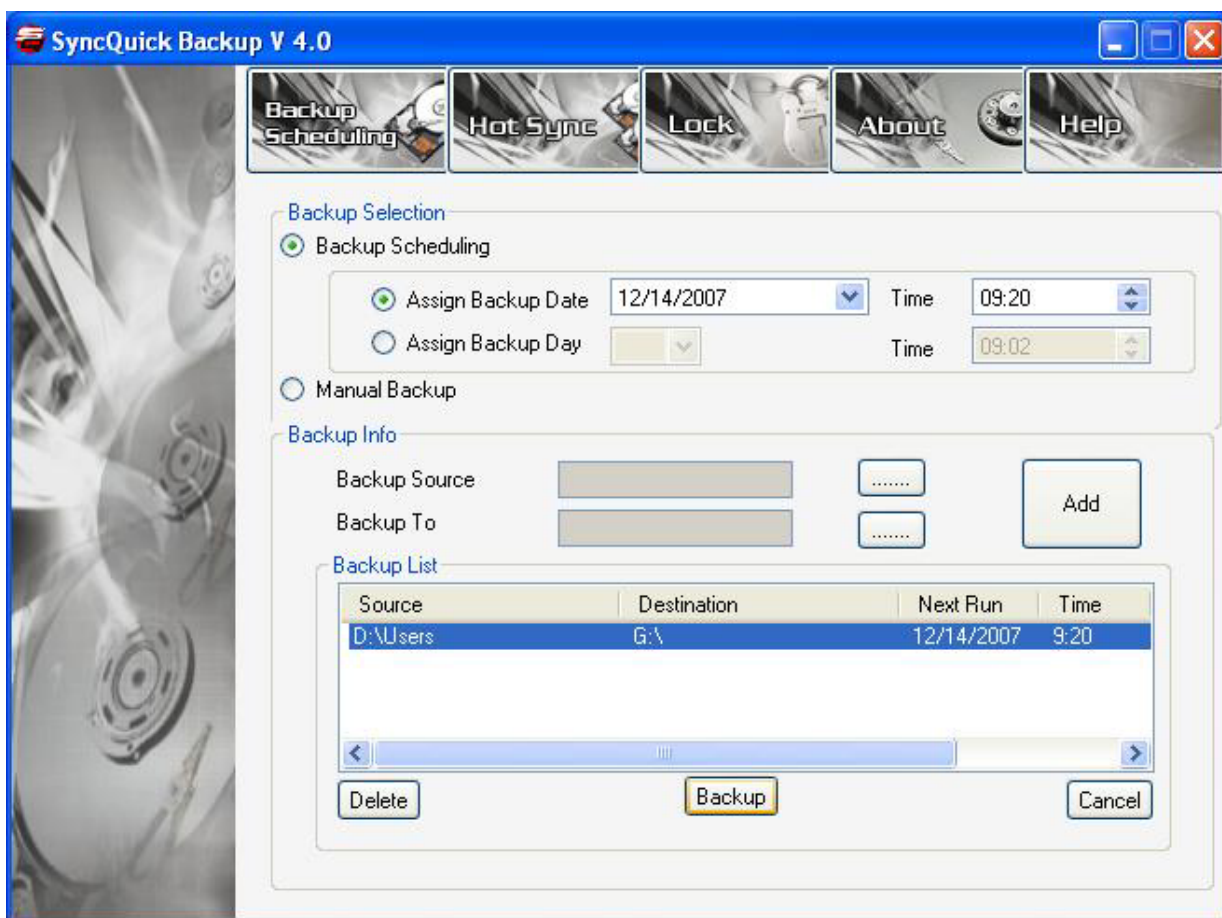 SyncQuick Backup V 4.0
Backup Scheduling
Hot Sync
Lock
About
Help
Backup Selection
Backup Scheduling
Assign Backup Date 12/14/2007 Time 09:20
Assign Backup Day Time 09:02
Manual Backup
Backup Info
Backup Source .......
Backup To .......
Add
Backup List
Source Destination Next Run Time
D:\Users G:\ 12/14/2007 9:20
Delete Backup Cancel